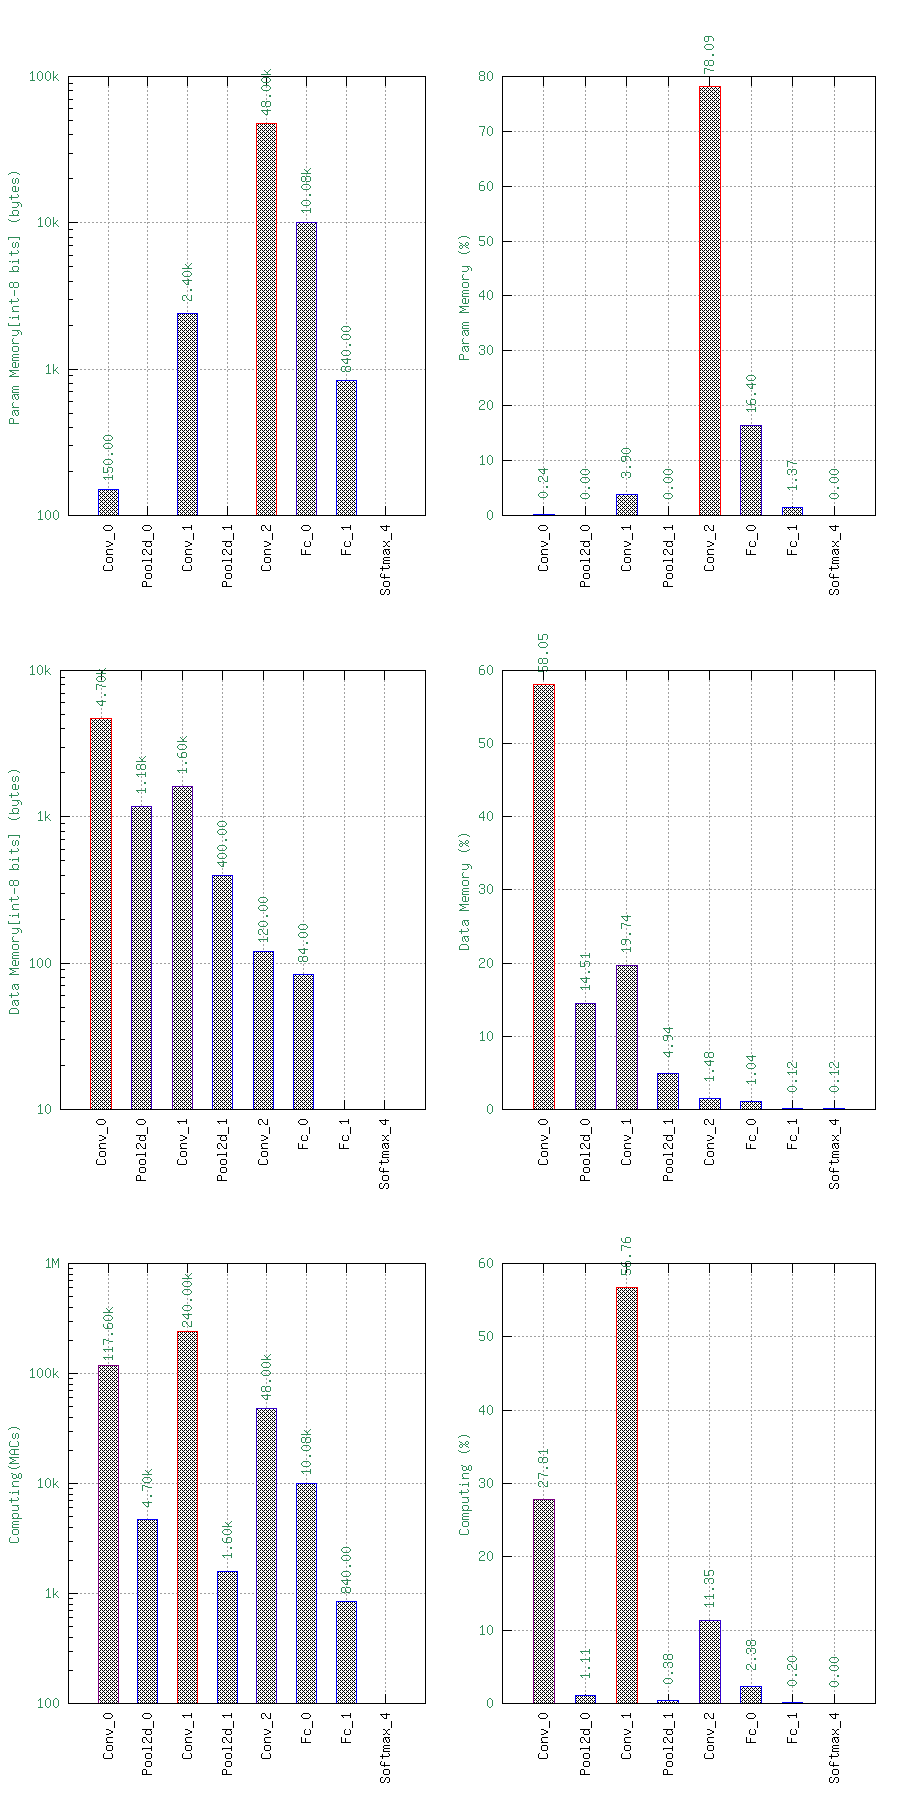 Param Memory[int-8 bits] (bytes)
100k
10k
1k
100
150.00
2.40k
48.00k
10.08k
840.00
Conv_0
Pool2d_0
Conv_1
Pool2d_1
Conv_2
Fc_0
Fc_1
Softmax_4
Param Memory (%)
80
70
60
50
40
30
20
10
0
0.24
0.00
3.90
0.00
78.09
16.40
1.37
0.00
Conv_0
Pool2d_0
Conv_1
Pool2d_1
Conv_2
Fc_0
Fc_1
Softmax_4
Data Memory[int-8 bits] (bytes)
10k
1k
100
10
4.70k
1.18k
1.60k
400.00
120.00
84.00
Conv_0
Pool2d_0
Conv_1
Pool2d_1
Conv_2
Fc_0
Fc_1
Softmax_4
Data Memory (%)
60
50
40
30
20
10
0
58.05
14.51
19.74
4.94
1.48
1.04
0.12
0.12
Conv_0
Pool2d_0
Conv_1
Pool2d_1
Conv_2
Fc_0
Fc_1
Softmax_4
Computing(MACs)
1M
100k
10k
1k
100
117.60k
4.70k
240.00k
1.60k
48.00k
10.08k
840.00
Conv_0
Pool2d_0
Conv_1
Pool2d_1
Conv_2
Fc_0
Fc_1
Softmax_4
Computing (%)
60
50
40
30
20
10
0
27.81
1.11
56.76
0.38
11.35
2.38
0.20
0.00
Conv_0
Pool2d_0
Conv_1
Pool2d_1
Conv_2
Fc_0
Fc_1
Softmax_4